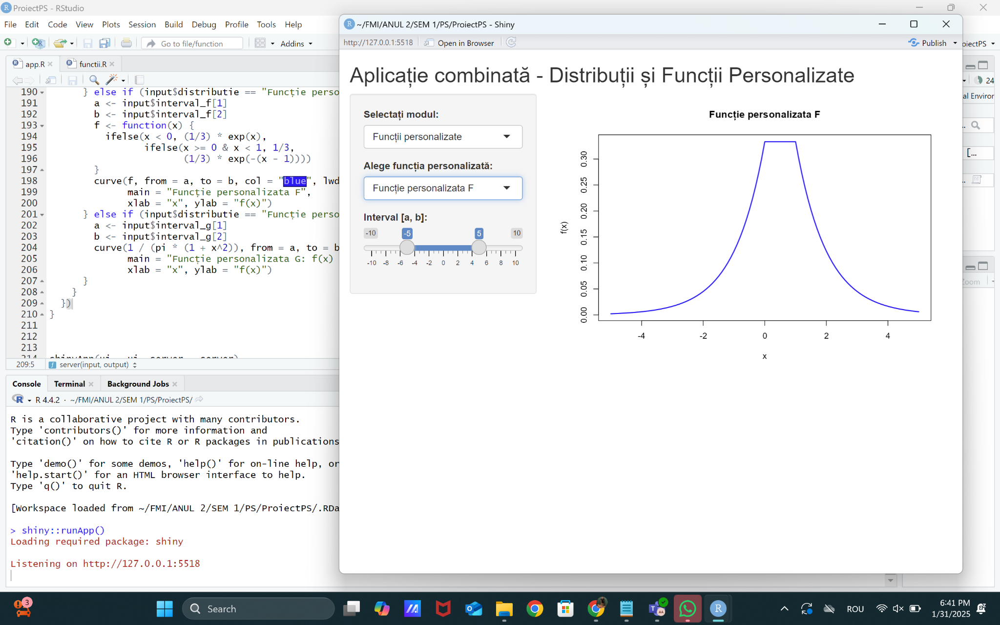 ProiectPS - RStudio
File Edit Code View Plots Session Build Debug Profile Tools Help
Go to file/function
Addins
app.R
functii.R
190 } else if (input$distributie == "Funcție perso
191 a <- input$interval_f[1]
192 b <- input$interval_f[2]
193 f <- function(x) {
194 ifelse(x < 0, (1/3) * exp(x),
195 ifelse(x >= 0 & x < 1, 1/3,
196 (1/3) * exp(-(x - 1))))
197 }
198 curve(f, from = a, to = b, col = "blue", lwd
199 main = "Funcție personalizata F",
200 xlab = "x", ylab = "f(x)")
201 } else if (input$distributie == "Funcție perso
202 a <- input$interval_g[1]
203 b <- input$interval_g[2]
204 curve(1 / (pi * (1 + x^2)), from = a, to = b
205 main = "Funcție personalizata G: f(x)
206 xlab = "x", ylab = "f(x)")
207 }
208 }
209 })
210 }
211
212
213
214 shinyApp(ui = ui, server = server)
209:5 server(input, output)
Console Terminal Background Jobs
R 4.4.2 · ~/FMI/ANUL 2/SEM 1/PS/ProiectPS/
R is a collaborative project with many contributors.
Type 'contributors()' for more information and
'citation()' on how to cite R or R packages in publications
Type 'demo()' for some demos, 'help()' for on-line help, or
'help.start()' for an HTML browser interface to help.
Type 'q()' to quit R.
[Workspace loaded from ~/FMI/ANUL 2/SEM 1/PS/ProiectPS/.RDa
> shiny::runApp()
Loading required package: shiny
Listening on http://127.0.0.1:5518
~/FMI/ANUL 2/SEM 1/PS/ProiectPS - Shiny
http://127.0.0.1:5518
Open in Browser
Publish
Aplicație combinată - Distribuții și Funcții Personalizate
Selectați modul:
Funcții personalizate
Alege funcția personalizată:
Funcție personalizata F
Interval [a, b]:
-10 -5 5 10
-10 -8 -6 -4 -2 0 2 4 6 8 10
Funcție personalizata F
f(x)
0.30
0.25
0.20
0.15
0.10
0.05
0.00
-4 -2 0 2 4
x
oiectPS
24
al Enviror
[...
Zoom
3
Search
ROU
6:41 PM
1/31/2025